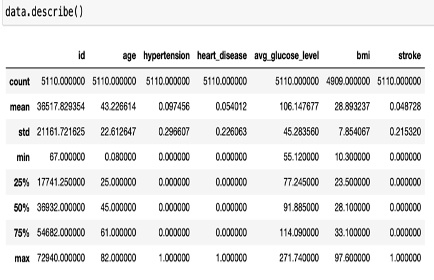 data.describe()
id age hypertension heart_disease avg_glucose_level bmi stroke
count 5110.000000 5110.000000 5110.000000 5110.000000 5110.000000 4909.000000 5110.000000
mean 36517.829354 43.226614 0.097456 0.054012 106.147677 28.893237 0.048728
std 21161.721625 22.612647 0.296607 0.226063 45.283560 7.854067 0.215320
min 67.000000 0.080000 0.000000 0.000000 55.120000 10.300000 0.000000
25% 17741.250000 25.000000 0.000000 0.000000 77.245000 23.500000 0.000000
50% 36932.000000 45.000000 0.000000 0.000000 91.885000 28.100000 0.000000
75% 54682.000000 61.000000 0.000000 0.000000 114.090000 33.100000 0.000000
max 72940.000000 82.000000 1.000000 1.000000 271.740000 97.600000 1.000000